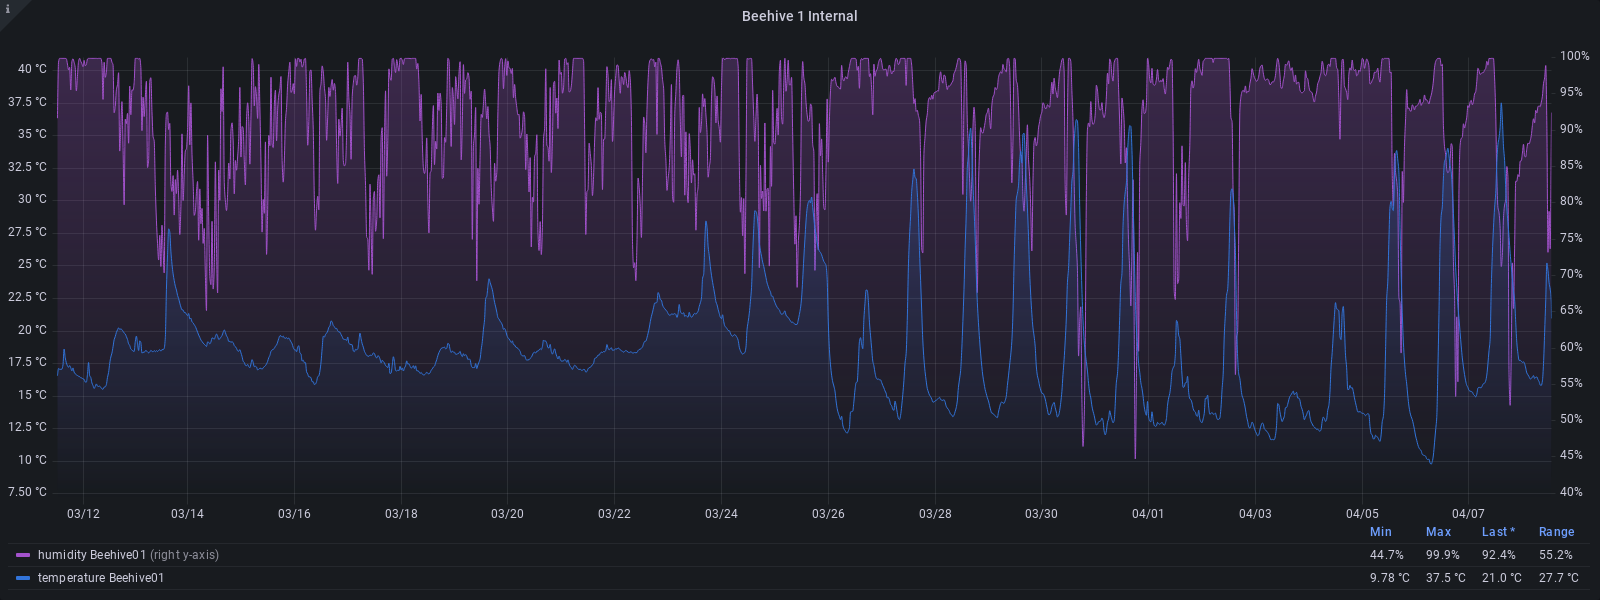 i
Beehive 1 Internal
40 °C
37.5 °C
35 °C
32.5 °C
30 °C
27.5 °C
25 °C
22.5 °C
20 °C
17.5 °C
15 °C
12.5 °C
10 °C
7.50 °C
100%
95%
90%
85%
80%
75%
70%
65%
60%
55%
50%
45%
40%
03/12 03/14 03/16 03/18 03/20 03/22 03/24 03/26 03/28 03/30 04/01 04/03 04/05 04/07
Min Max Last * Range
humidity Beehive01 (right y-axis) 44.7% 99.9% 92.4% 55.2%
temperature Beehive01 9.78 °C 37.5 °C 21.0 °C 27.7 °C